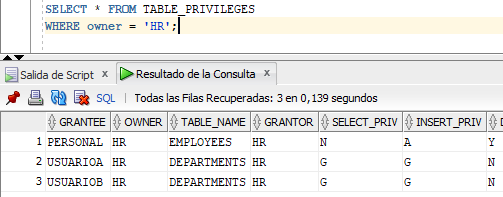 SELECT * FROM TABLE_PRIVILEGES
WHERE owner = 'HR';
Salida de Script x Resultado de la Consulta x
SQL | Todas las Filas Recuperadas: 3 en 0,139 segundos
GRANTEE OWNER TABLE_NAME GRANTOR SELECT_PRIV INSERT_PRIV
1 PERSONAL HR EMPLOYEES HR N A Y
2 USUARIOA HR DEPARTMENTS HR G G N
3 USUARIOB HR DEPARTMENTS HR G G N